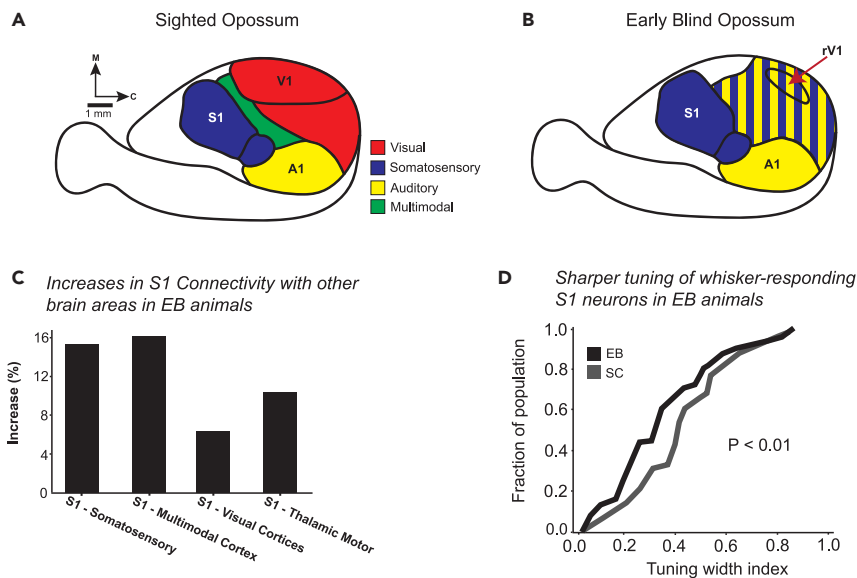 A Sighted Opossum
M
C
1 mm
V1
S1
A1
Visual
Somatosensory
Auditory
Multimodal
B Early Blind Opossum
rV1
S1
A1
C Increases in S1 Connectivity with other
brain areas in EB animals
Increase (%)
16
12
8
4
0
S1 - Somatosensory
S1 - Multimodal Cortex
S1 - Visual Cortices
S1 - Thalamic Motor
D Sharper tuning of whisker-responding
S1 neurons in EB animals
Fraction of population
1.0
0.8
0.6
0.4
0.2
0.0
EB
SC
P < 0.01
0.0 0.2 0.4 0.6 0.8 1.0
Tuning width index